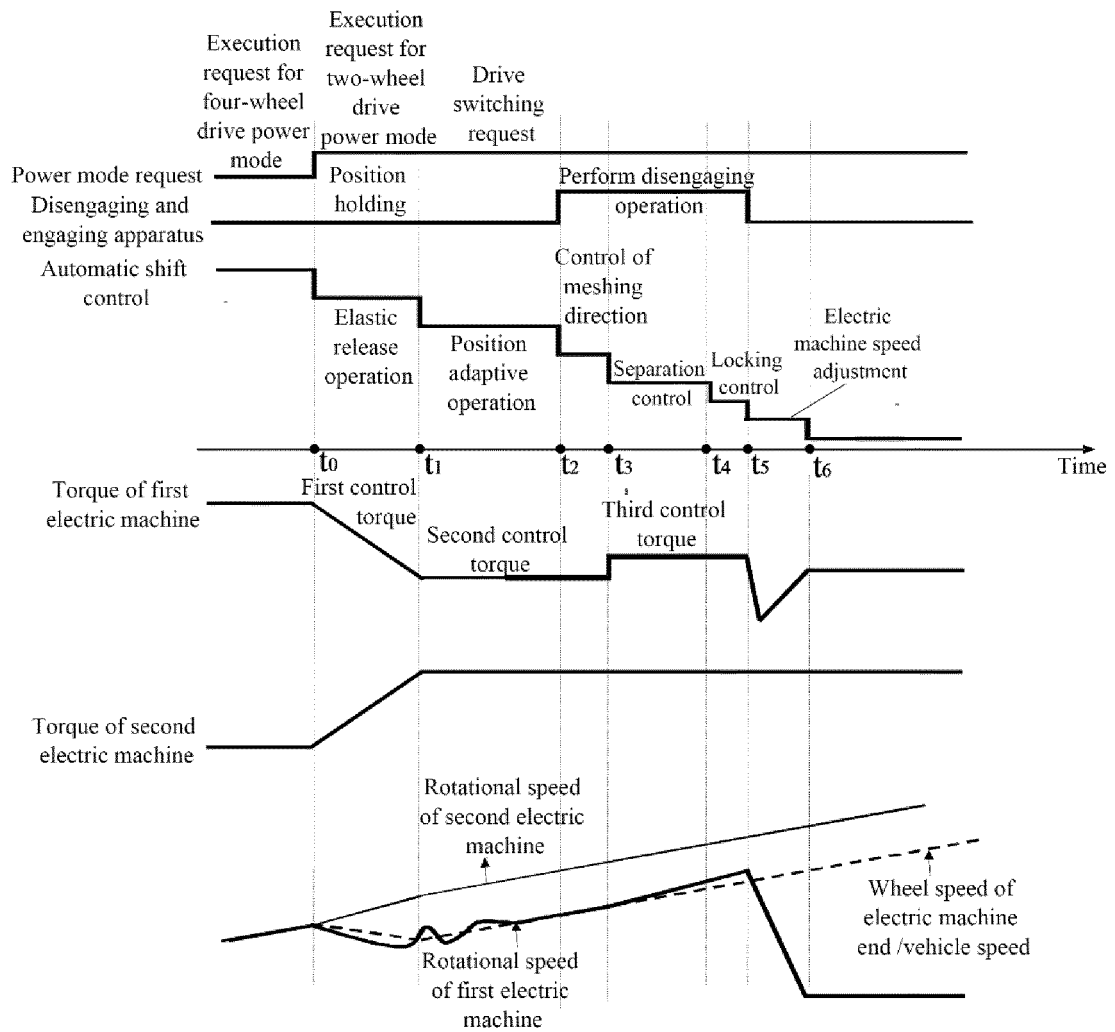 Execution
request for
four-wheel
drive power
mode
Execution
request for
two-wheel
drive
power mode
Drive
switching
request
Power mode request
Disengaging and
engaging apparatus
Position
holding
Perform disengaging
operation
Automatic shift
control
Elastic
release
operation
Position
adaptive
operation
Control of
meshing
direction
Separation
control
Locking
control
Electric
machine speed
adjustment
t0
t1
t2
t3
t4
t5
t6
Time
Torque of first
electric machine
First control
torque
Second control
torque
Third control
torque
Torque of second
electric machine
Rotational speed
of second electric
machine
Rotational speed
of first electric
machine
Wheel speed of
electric machine
end /vehicle speed